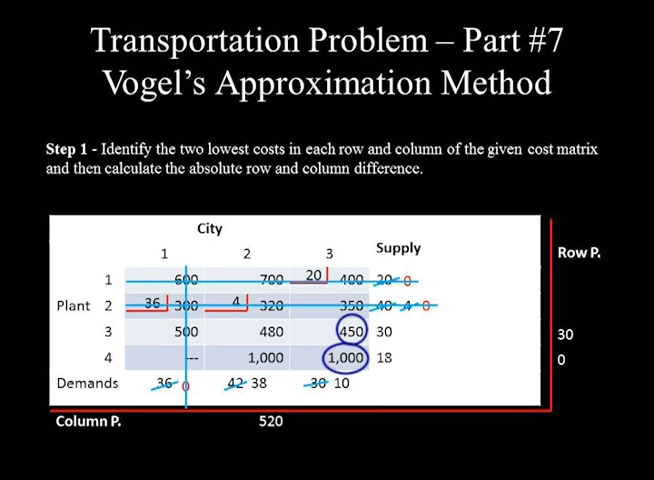 Transportation Problem – Part #7
Vogel's Approximation Method
Step 1 - Identify the two lowest costs in each row and column of the given cost matrix
and then calculate the absolute row and column difference.
City
1 2 3 Supply Row P.
1 600 700 20 400 20 0
Plant 2 36 300 4 320 350 40 4 0
3 500 480 450 30 30
4 --- 1,000 1,000 18 0
Demands 36 0 42 38 30 10
Column P. 520